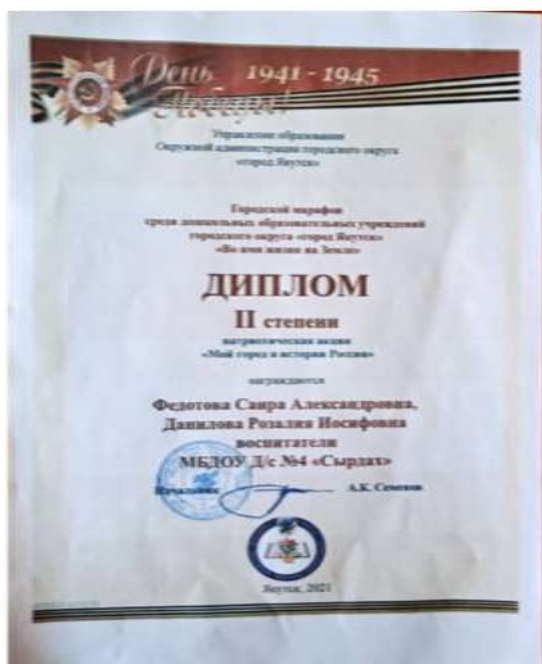 День 1941 - 1945
Победы!
Управление образования
Окружной администрации городского округа
«город Якутск»
Городской марафон
среди дошкольных образовательных учреждений
городского округа «город Якутск»
«Во имя жизни на Земле»
ДИПЛОМ
II степени
патриотическая акция
«Мой город в истории России»
награждаются
Федотова Саира Александровна,
Данилова Розалия Иосифовна
воспитатели
МБДОУ Д/с №4 «Сырдах»
Начальник А.К. Семенов
Якутск, 2021